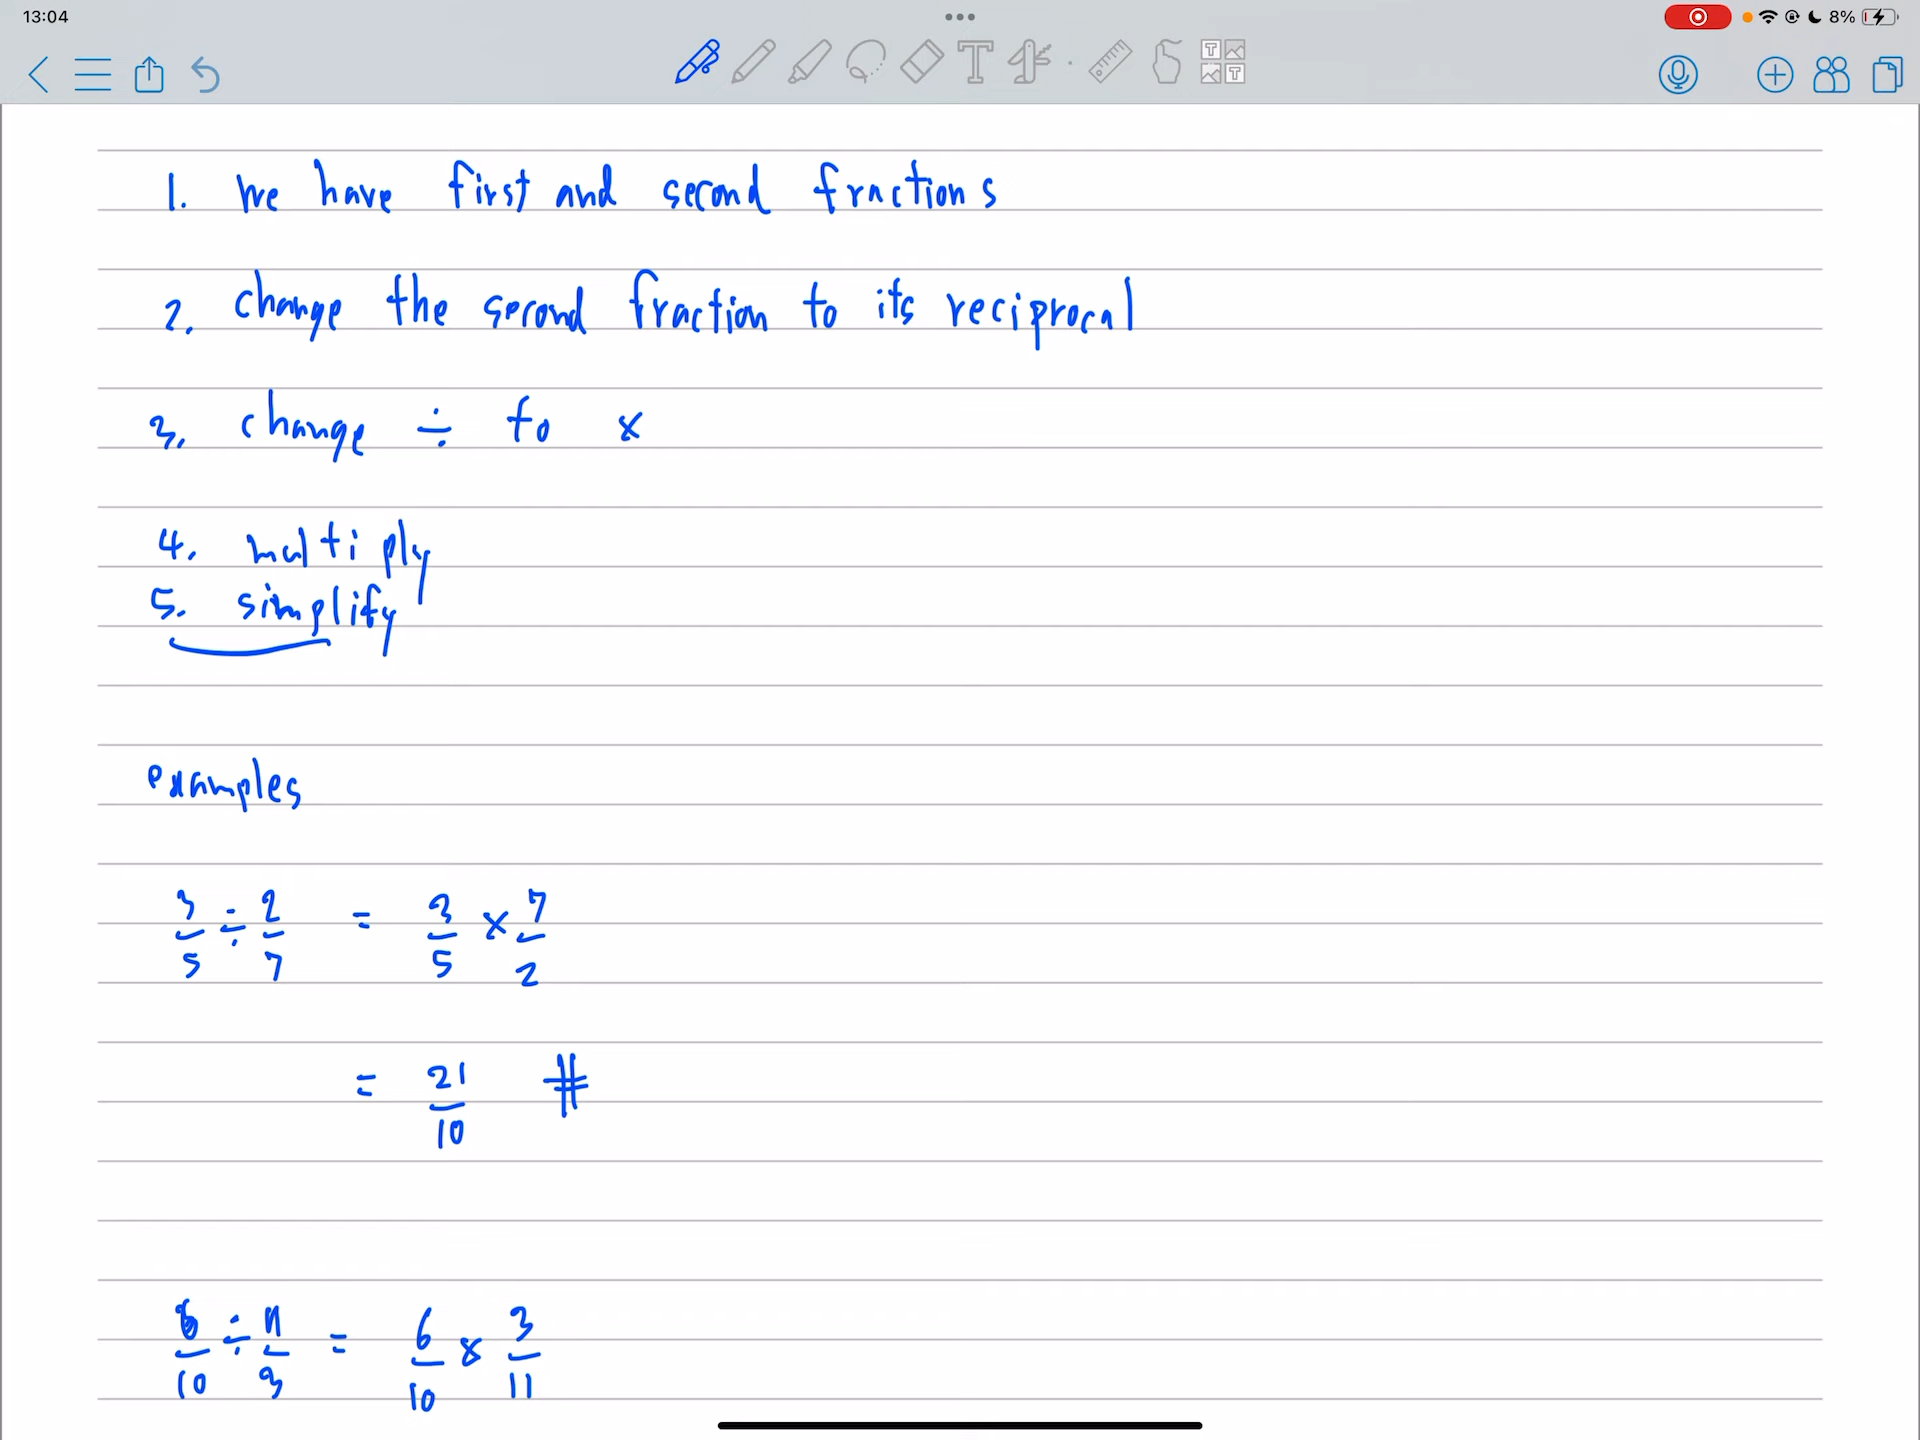 13:04
8%
1. we have first and second fractions
2. change the second fraction to its reciprocal
3. change ÷ to ×
4. multiply
5. simplify
examples
3/5 ÷ 2/7 = 3/5 × 7/2
= 21/10 #
6/10 ÷ 11/3 = 6/10 × 3/11